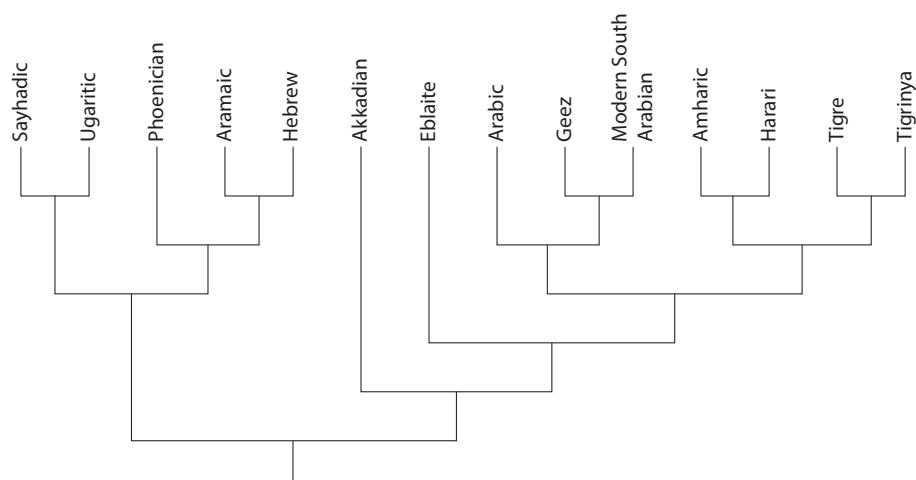 Sayhadic
Ugaritic
Phoenician
Aramaic
Hebrew
Akkadian
Eblaite
Arabic
Geez
Modern South
Arabian
Amharic
Harari
Tigre
Tigrinya